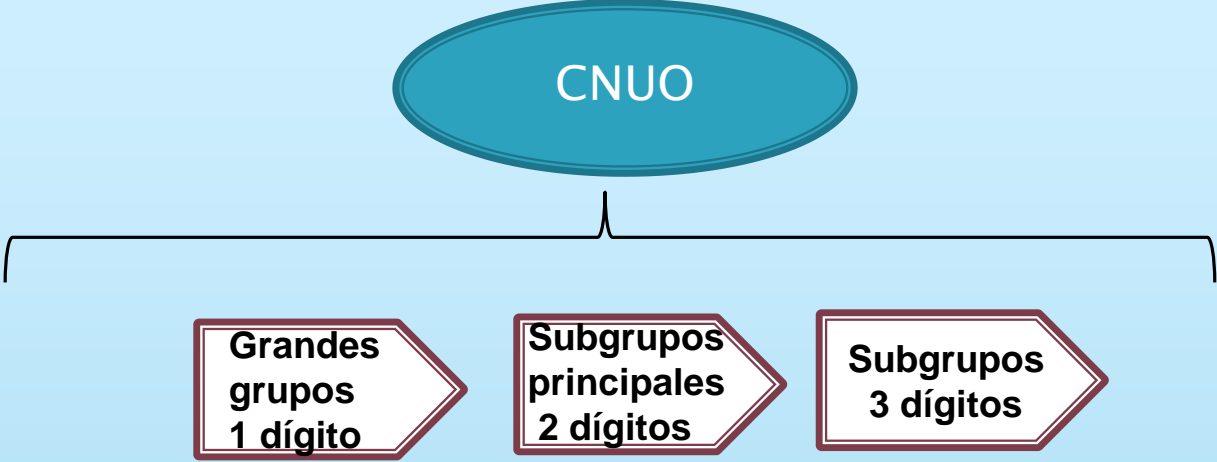 CNUO
Grandes
grupos
1 dígito
Subgrupos
principales
2 dígitos
Subgrupos
3 dígitos